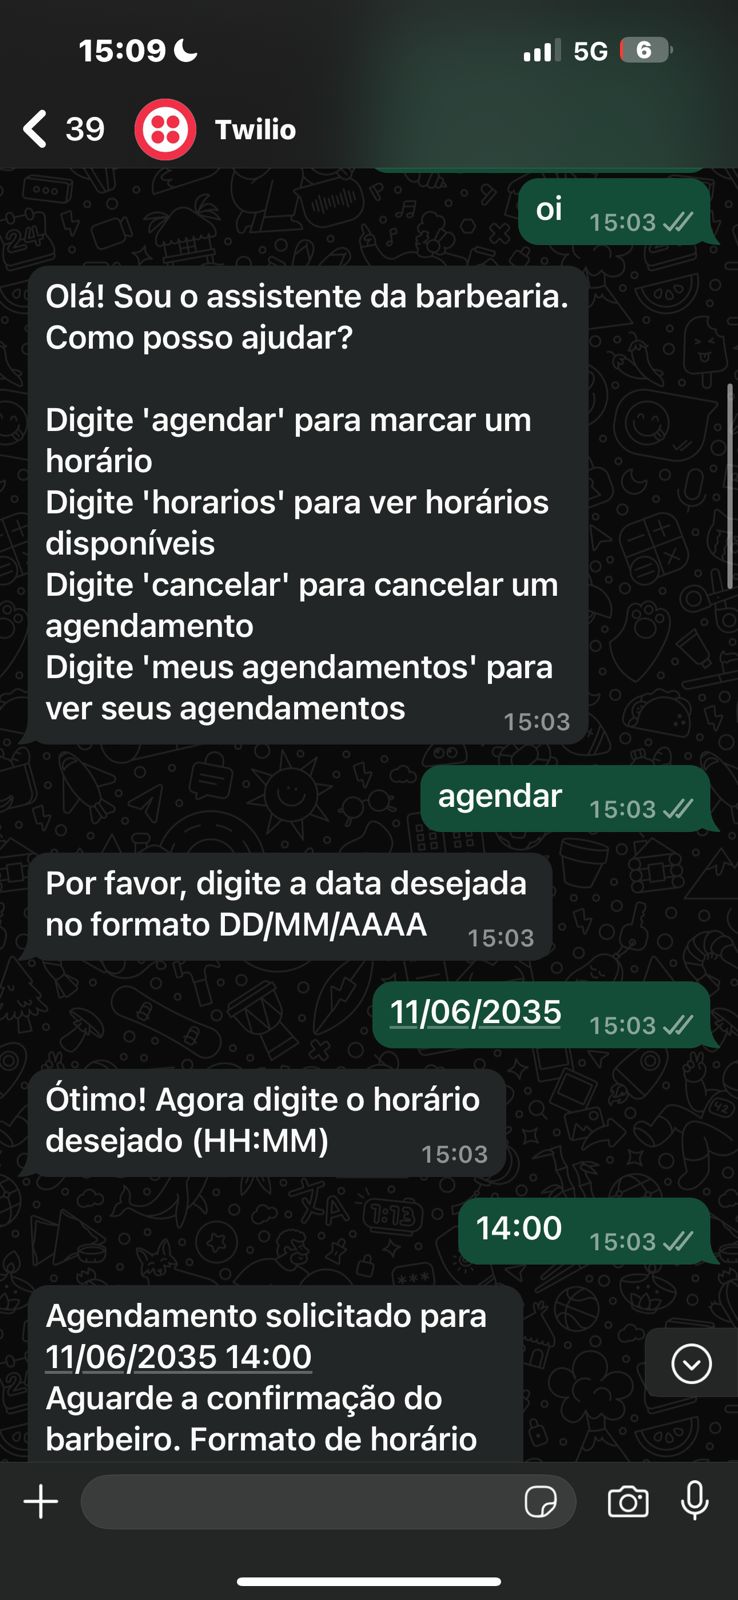 15:09
5G
6
39
Twilio
oi
15:03
Olá! Sou o assistente da barbearia.
Como posso ajudar?
Digite 'agendar' para marcar um
horário
Digite 'horarios' para ver horários
disponíveis
Digite 'cancelar' para cancelar um
agendamento
Digite 'meus agendamentos' para
ver seus agendamentos
15:03
agendar
15:03
Por favor, digite a data desejada
no formato DD/MM/AAAA
15:03
11/06/2035
15:03
Ótimo! Agora digite o horário
desejado (HH:MM)
15:03
14:00
15:03
Agendamento solicitado para
11/06/2035 14:00
Aguarde a confirmação do
barbeiro. Formato de horário